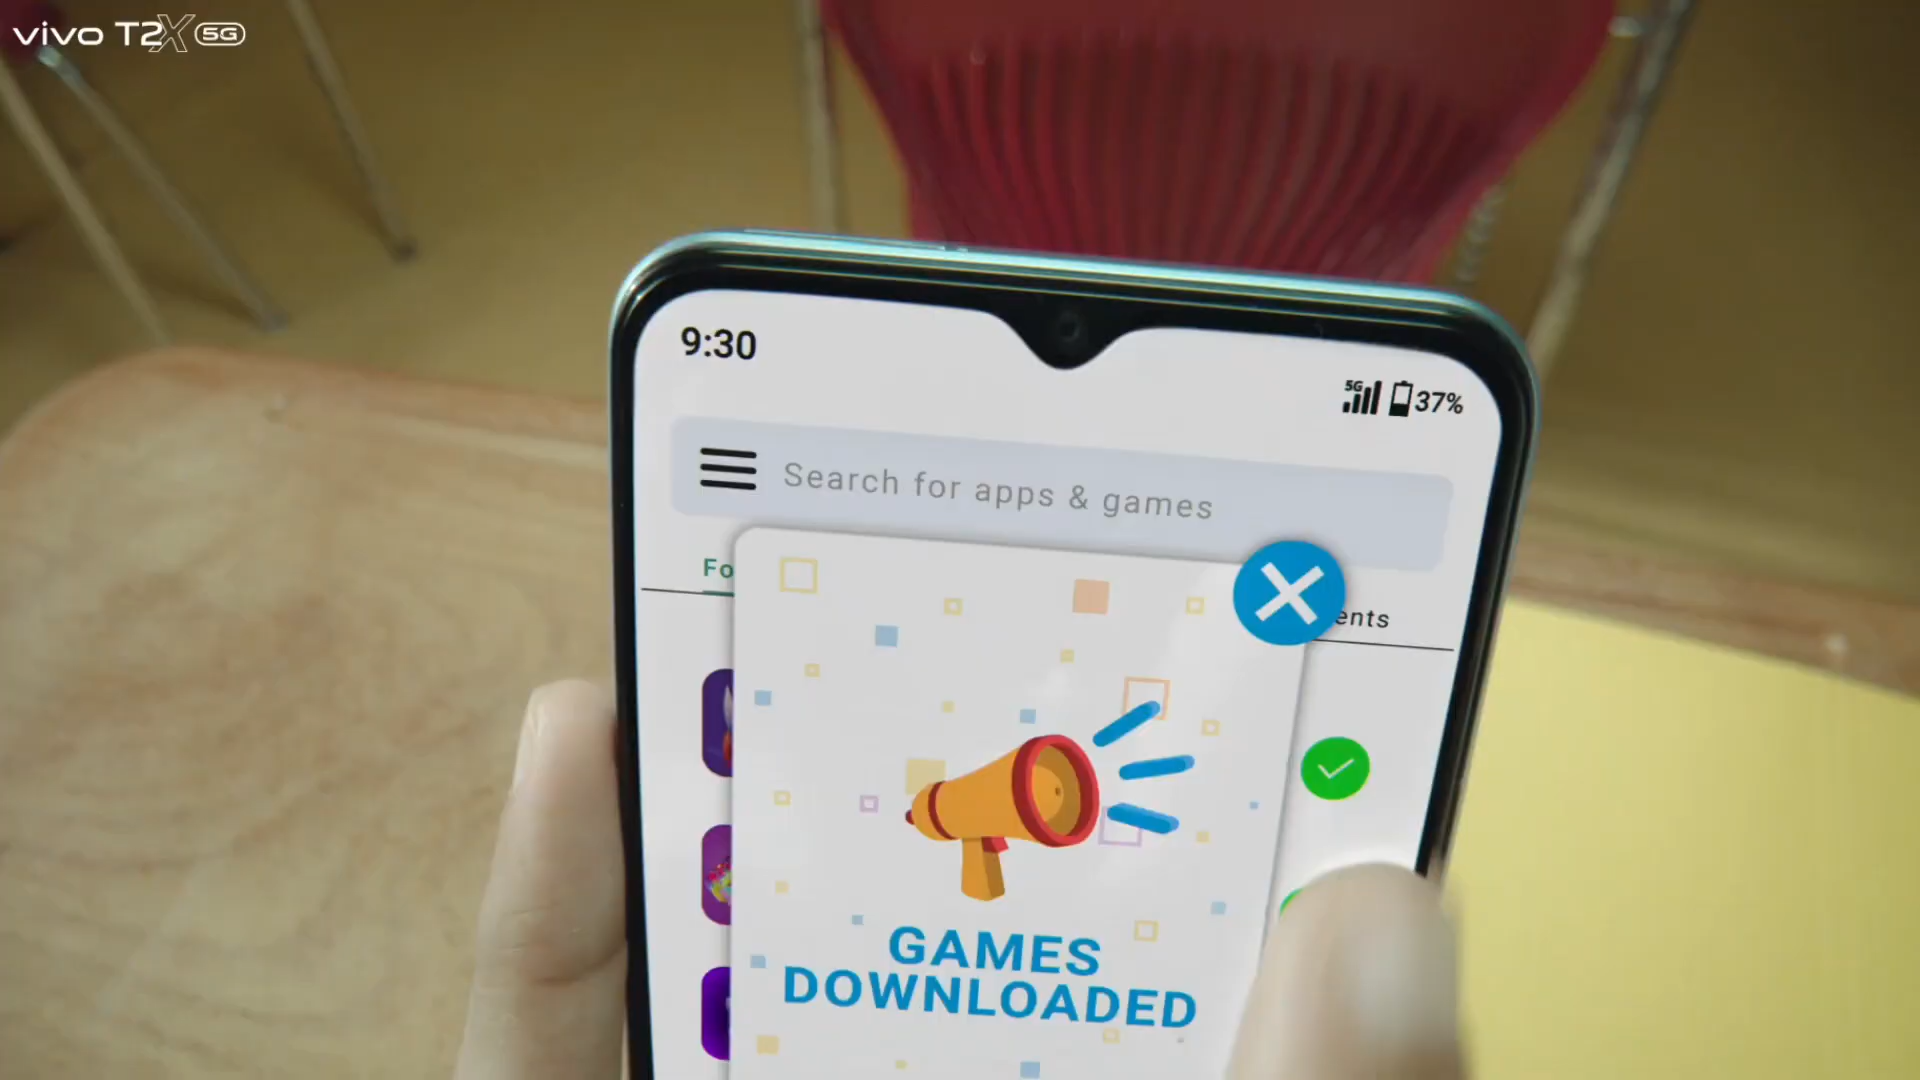 vivo T2X 5G
9:30
5G 37%
Search for apps & games
Fo
ents
GAMES
DOWNLOADED